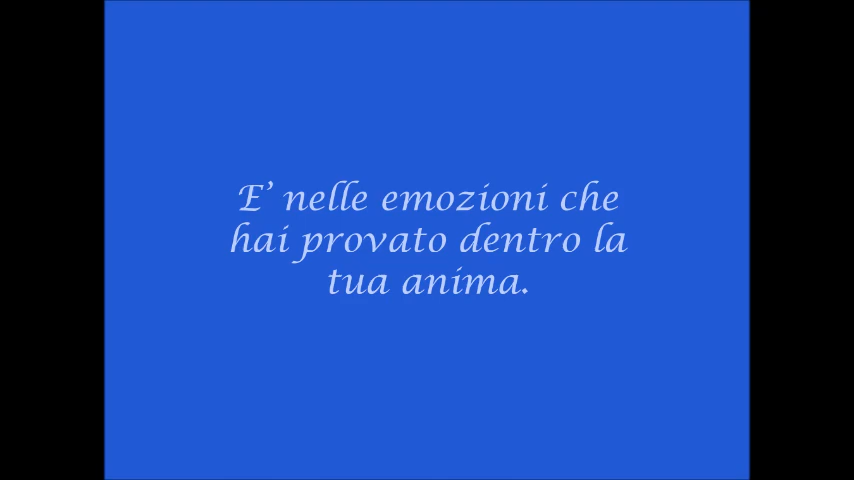 E’ nelle emozioni che
hai provato dentro la
tua anima.